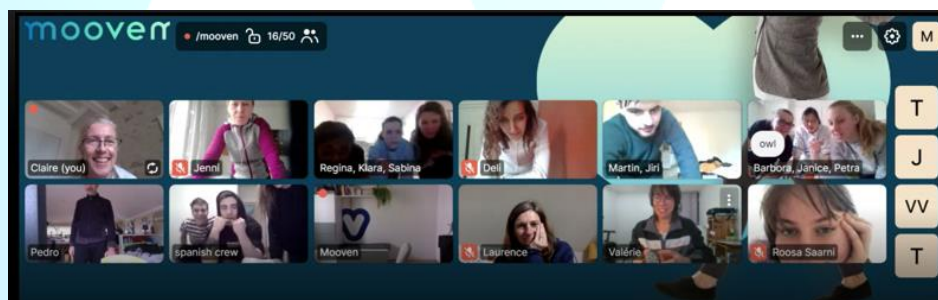 mooven
/mooven 16/50
M
T
J
VV
T
Claire (you)
Jenni
Regina, Klara, Sabina
Deli
Martin, Jiri
owl
Barbora, Janice, Petra
Pedro
spanish crew
Mooven
Laurence
Valérie
Roosa Saarni